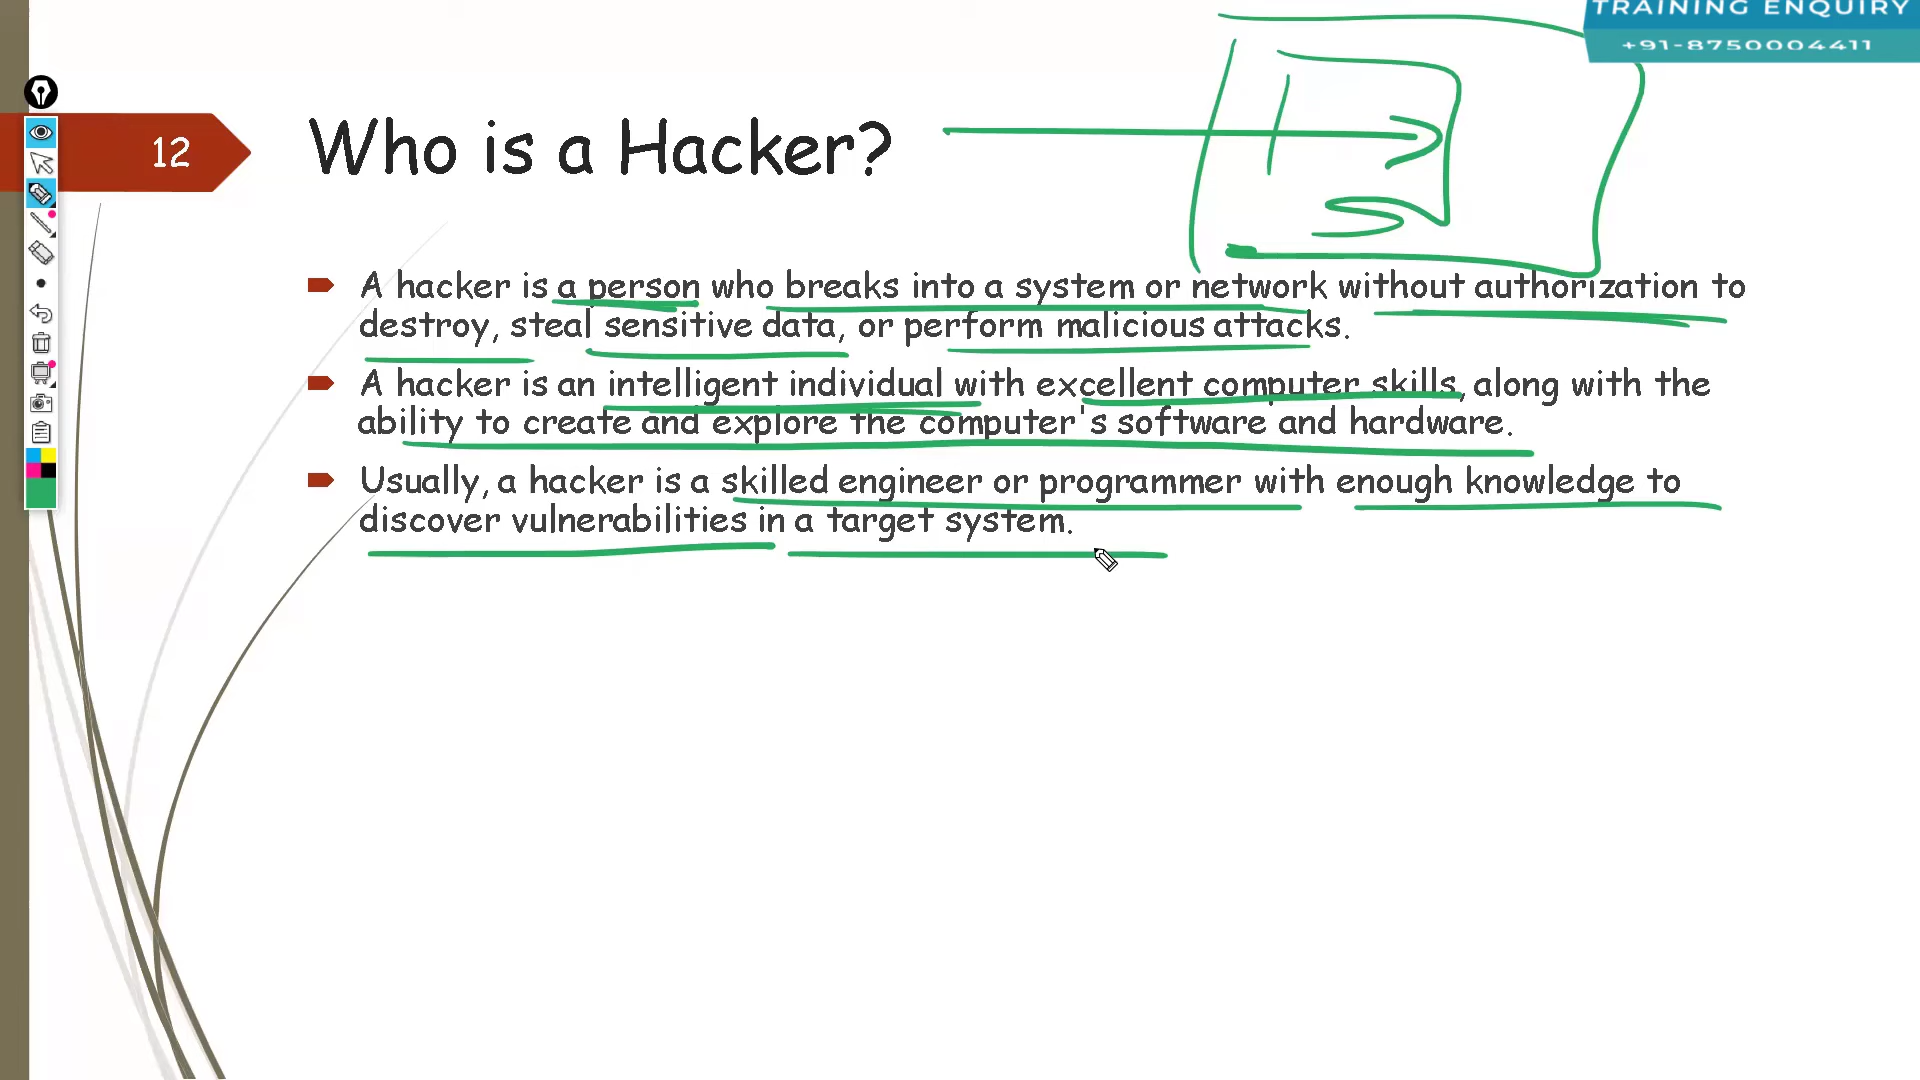 TRAINING ENQUIRY
+91-8750004411
12
Who is a Hacker?
A hacker is a person who breaks into a system or network without authorization to
destroy, steal sensitive data, or perform malicious attacks.
A hacker is an intelligent individual with excellent computer skills, along with the
ability to create and explore the computer's software and hardware.
Usually, a hacker is a skilled engineer or programmer with enough knowledge to
discover vulnerabilities in a target system.